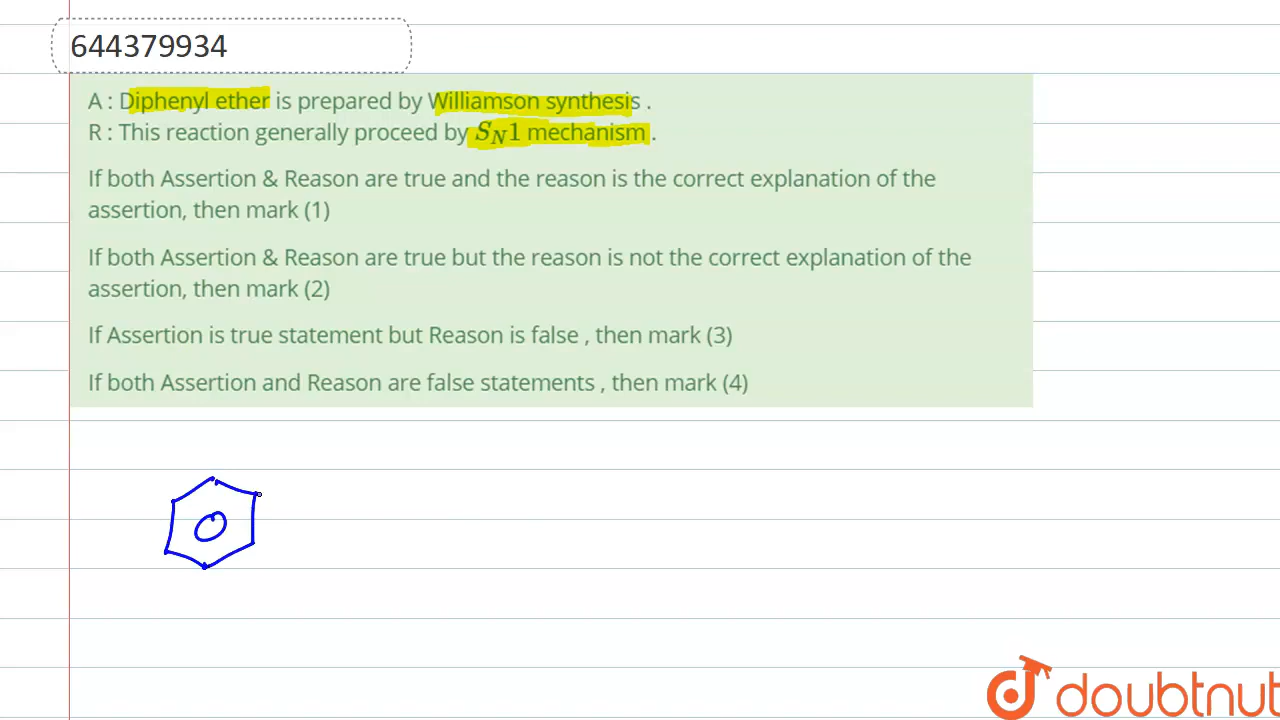 644379934
A : Diphenyl ether is prepared by Williamson synthesis .
R : This reaction generally proceed by S_N1 mechanism .
If both Assertion & Reason are true and the reason is the correct explanation of the
assertion, then mark (1)
If both Assertion & Reason are true but the reason is not the correct explanation of the
assertion, then mark (2)
If Assertion is true statement but Reason is false , then mark (3)
If both Assertion and Reason are false statements , then mark (4)
doubtnut